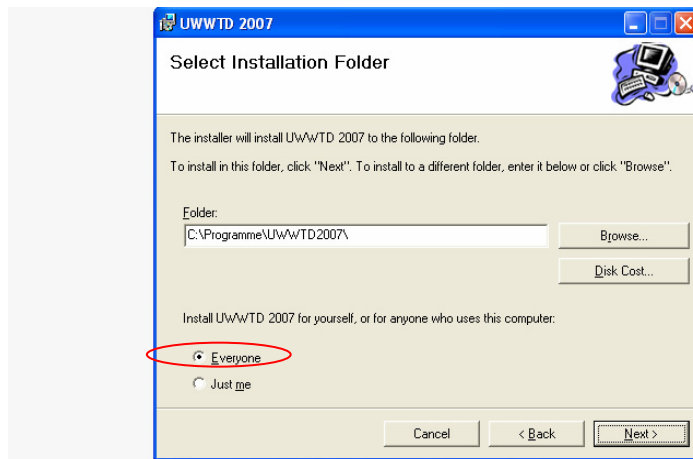 UWWTD 2007
Select Installation Folder
The installer will install UWWTD 2007 to the following folder.
To install in this folder, click "Next". To install to a different folder, enter it below or click "Browse".
Folder:
C:\Programme\UWWTD2007\
Browse...
Disk Cost...
Install UWWTD 2007 for yourself, or for anyone who uses this computer:
Everyone
Just me
Cancel
< Back
Next >